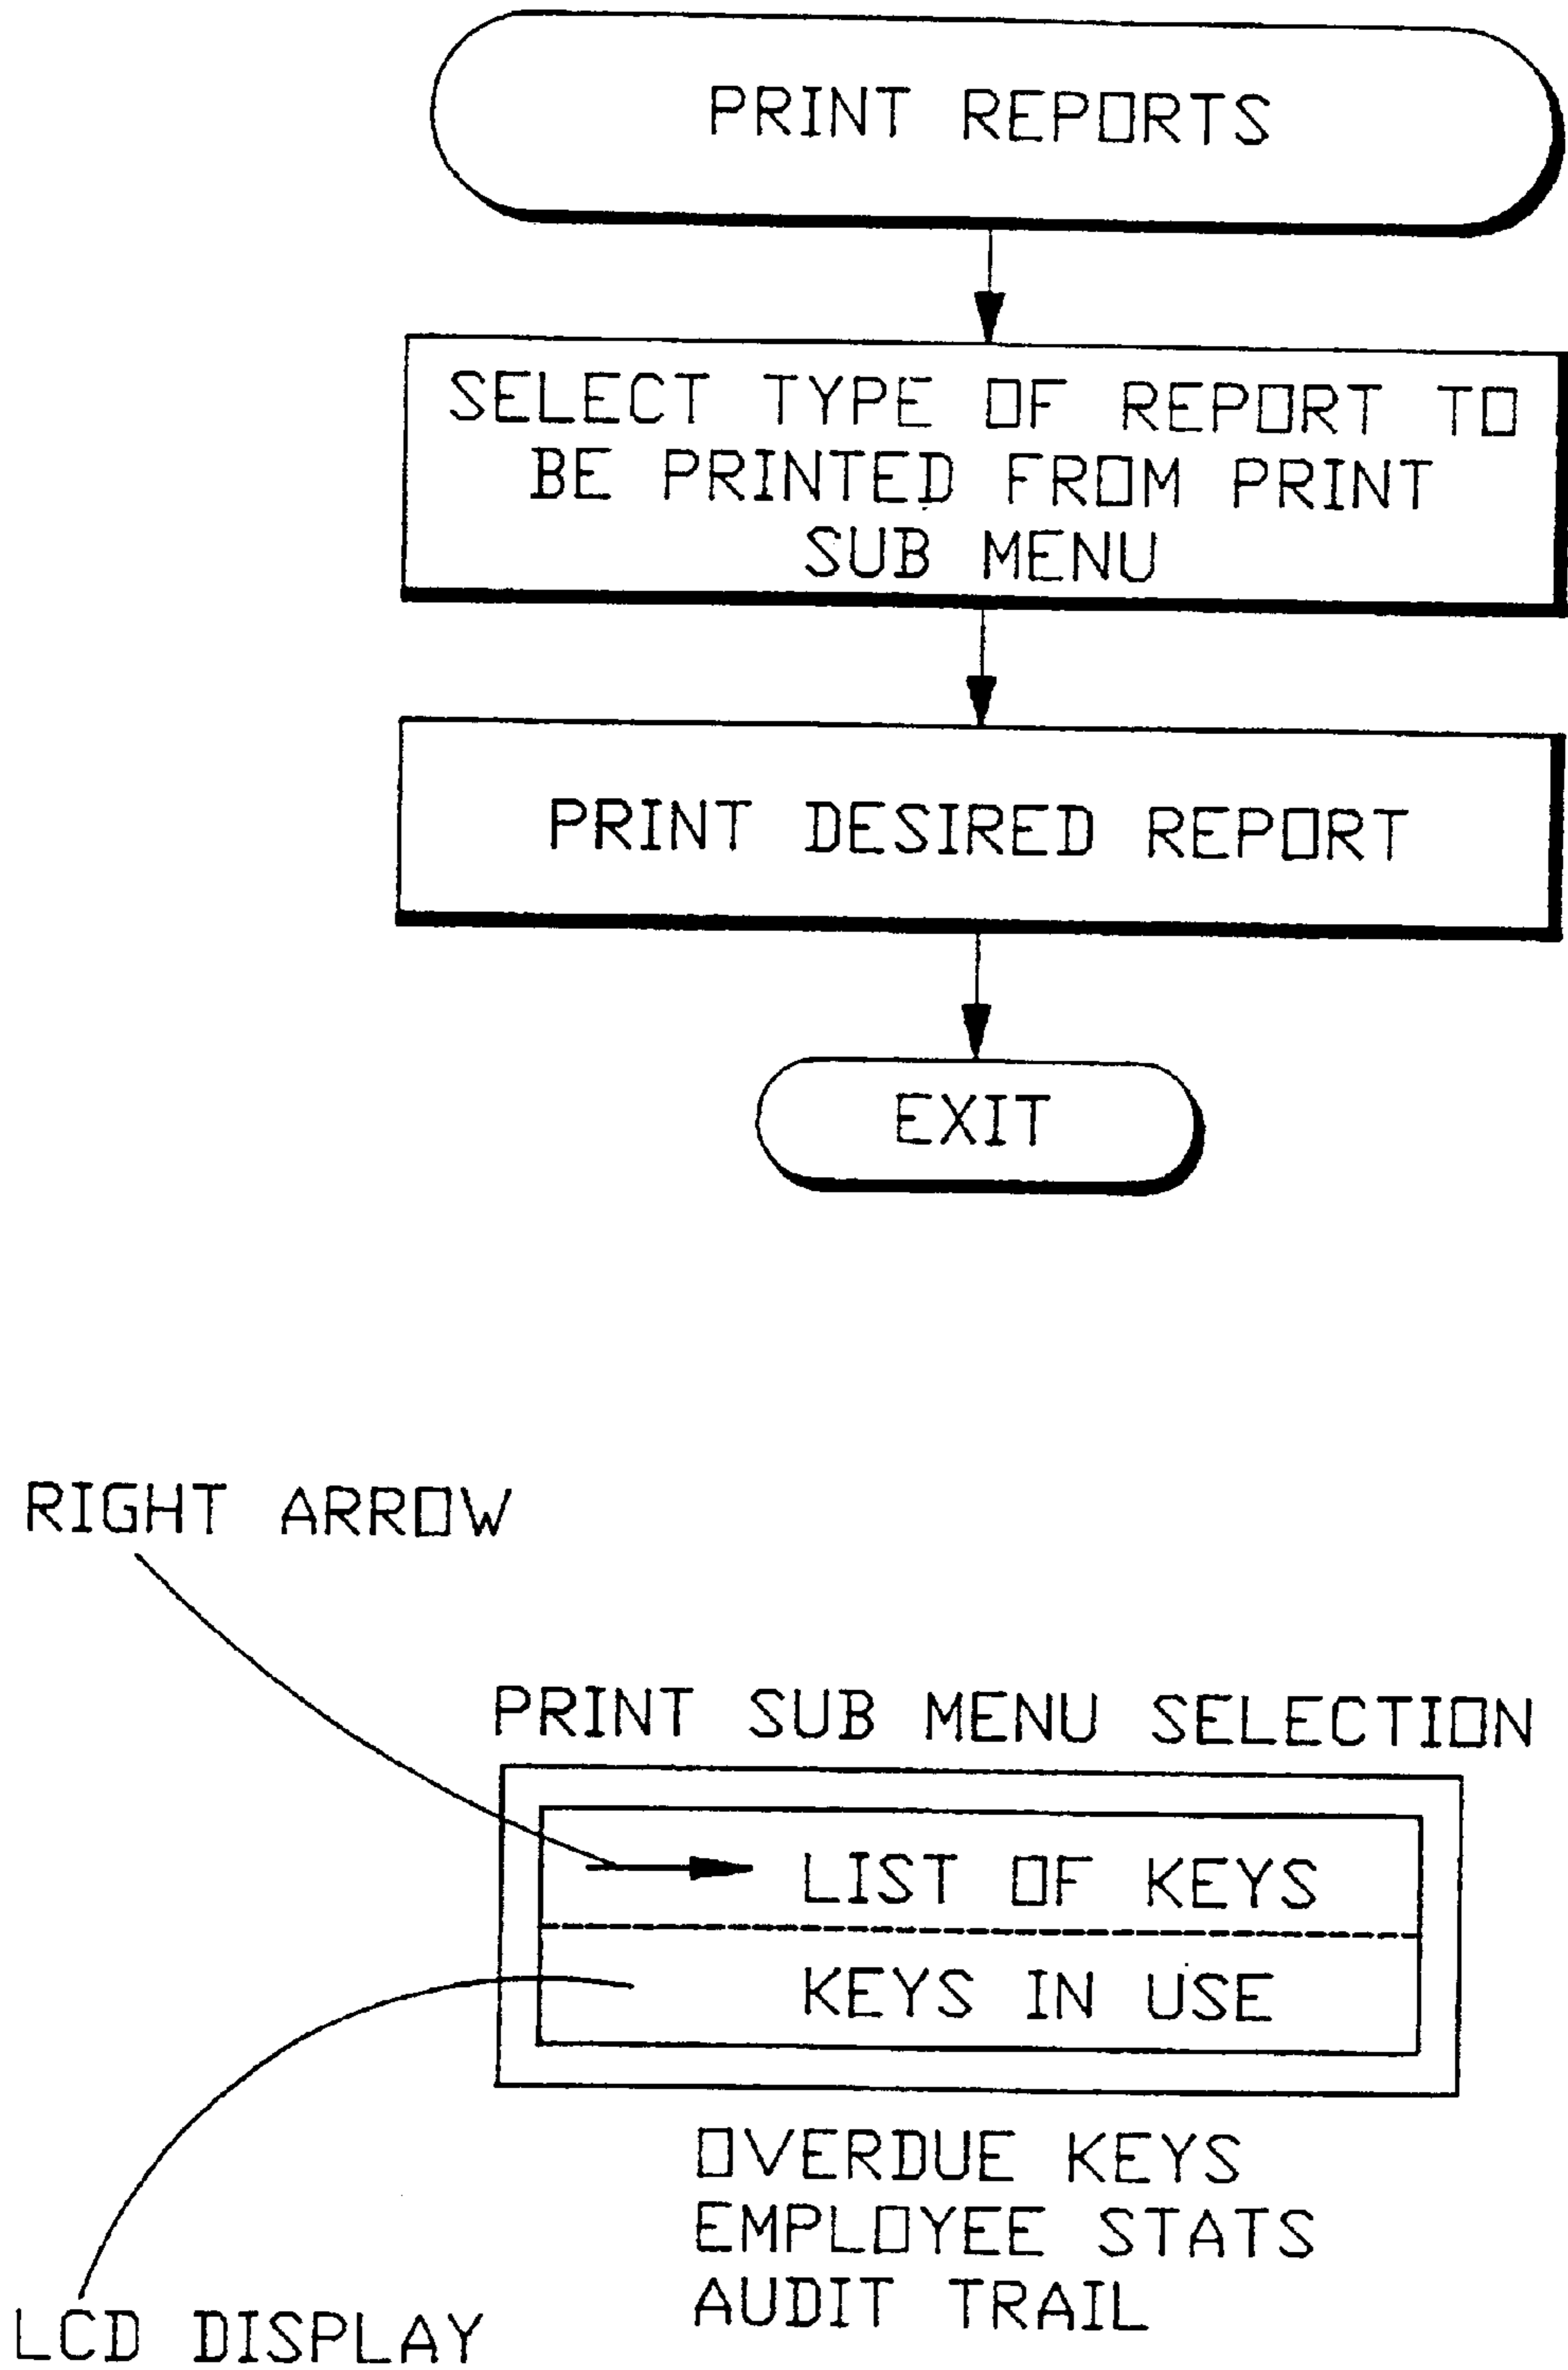 PRINT REPORTS
SELECT TYPE OF REPORT TO
BE PRINTED FROM PRINT
SUB MENU
PRINT DESIRED REPORT
EXIT
RIGHT ARROW
PRINT SUB MENU SELECTION
LIST OF KEYS
KEYS IN USE
OVERDUE KEYS
EMPLOYEE STATS
AUDIT TRAIL
LCD DISPLAY